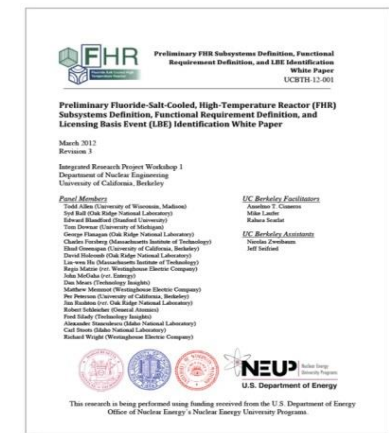 FHR
Preliminary FHR Subsystems Definition, Functional
Requirement Definition, and LBE Identification
White Paper
UCBTH-12-001
Preliminary Fluoride-Salt-Cooled, High-Temperature Reactor (FHR)
Subsystems Definition, Functional Requirement Definition, and
Licensing Basis Event (LBE) Identification White Paper
March 2012
Revision 3
Integrated Research Project Workshop 1
Department of Nuclear Engineering
University of California, Berkeley
Panel Members
Todd Allen (University of Wisconsin, Madison)
Syd Ball (Oak Ridge National Laboratory)
Edward Blandford (Stanford University)
Tom Downar (University of Michigan)
George Flanagan (Oak Ridge National Laboratory)
Charles Forsberg (Massachusetts Institute of Technology)
Ehud Greenspan (University of California, Berkeley)
David Holcomb (Oak Ridge National Laboratory)
Lin-wen Hu (Massachusetts Institute of Technology)
Regis Matzie (ret. Westinghouse Electric Company)
John McGaha (ret. Entergy)
Dan Mears (Technology Insights)
Matthew Memmott (Westinghouse Electric Company)
Per Peterson (University of California, Berkeley)
Jim Rushton (ret. Oak Ridge National Laboratory)
Robert Schleicher (General Atomics)
Fred Silady (Technology Insights)
Alexander Stanculescu (Idaho National Laboratory)
Carl Stoots (Idaho National Laboratory)
Richard Wright (Westinghouse Electric Company)
UC Berkeley Facilitators
Anselmo T. Cisneros
Mike Laufer
Raluca Scarlat
UC Berkeley Assistants
Nicolas Zweibaum
Jeff Seifried
NEUP
Nuclear Energy
University Programs
U.S. Department of Energy
This research is being performed using funding received from the U.S. Department of Energy
Office of Nuclear Energy's Nuclear Energy University Programs.